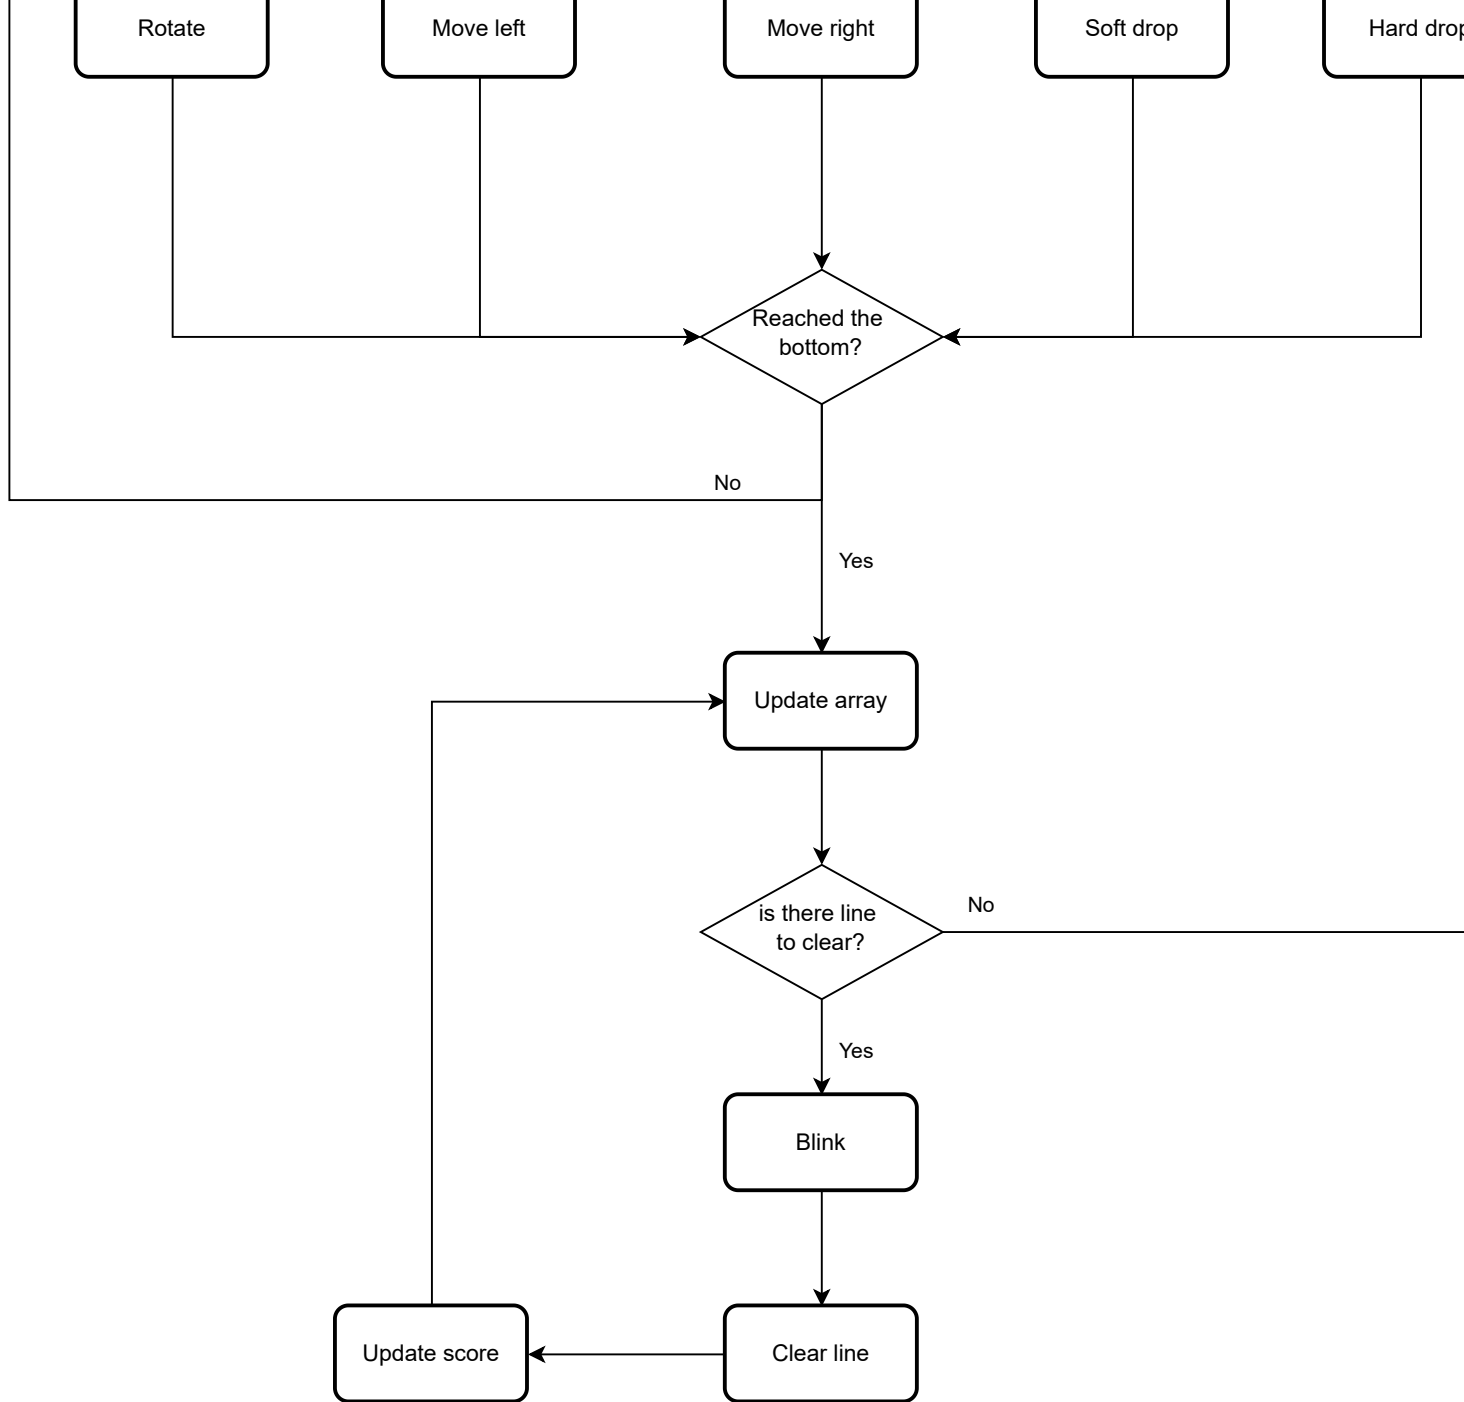 Rotate
Move left
Move right
Soft drop
Hard drop
Reached the
bottom?
No
Yes
Update array
is there line
to clear?
No
Yes
Blink
Update score
Clear line